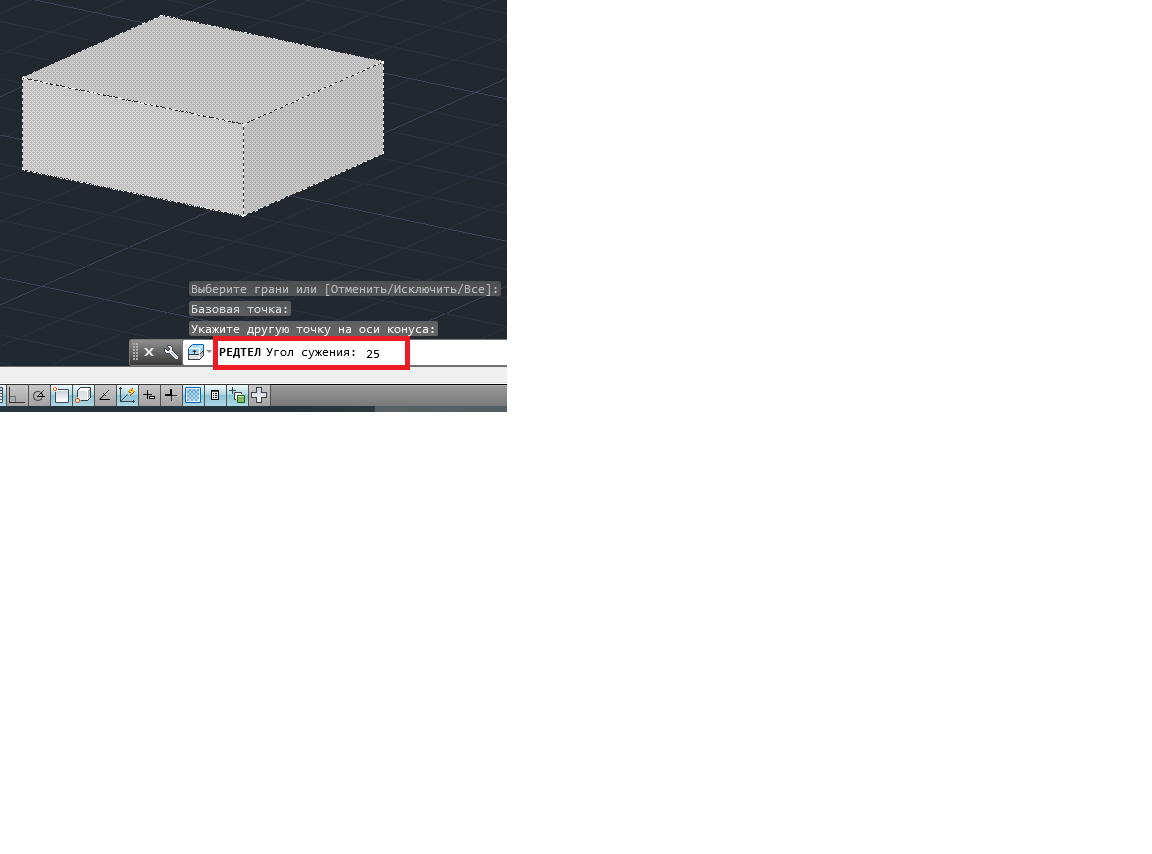 Выберите грани или [Отменить/Исключить/Все]:
Базовая точка:
Укажите другую точку на оси конуса:
РЕДТЕЛ Угол сужения: 25